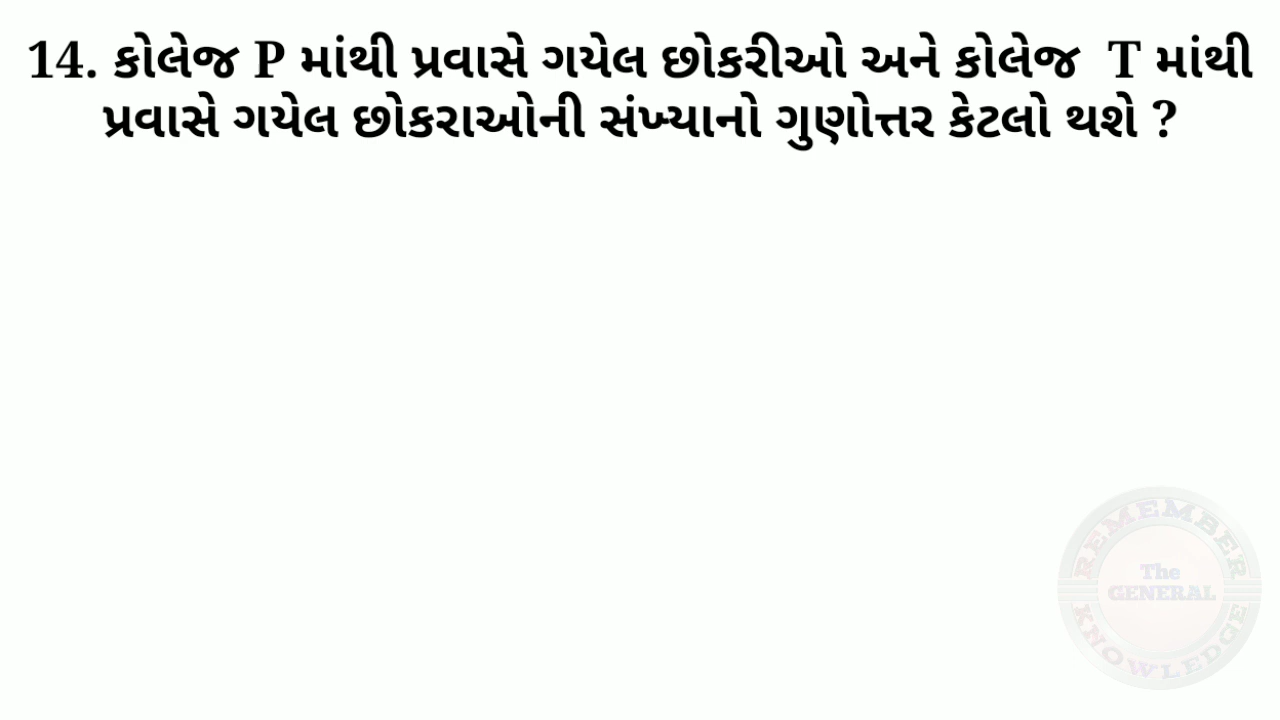 14. કોલેજ P માંથી પ્રવાસે ગયેલ છોકરીઓ અને કોલેજ T માંથી
પ્રવાસે ગયેલ છોકરાઓની સંખ્યાનો ગુણોત્તર કેટલો થશે ?
REMEMBER
The
GENERAL
KNOWLEDGE